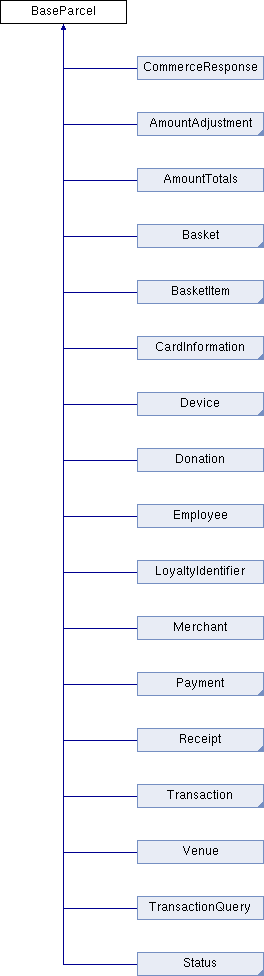 BaseParcel
CommerceResponse
AmountAdjustment
AmountTotals
Basket
BasketItem
CardInformation
Device
Donation
Employee
LoyaltyIdentifier
Merchant
Payment
Receipt
Transaction
Venue
TransactionQuery
Status